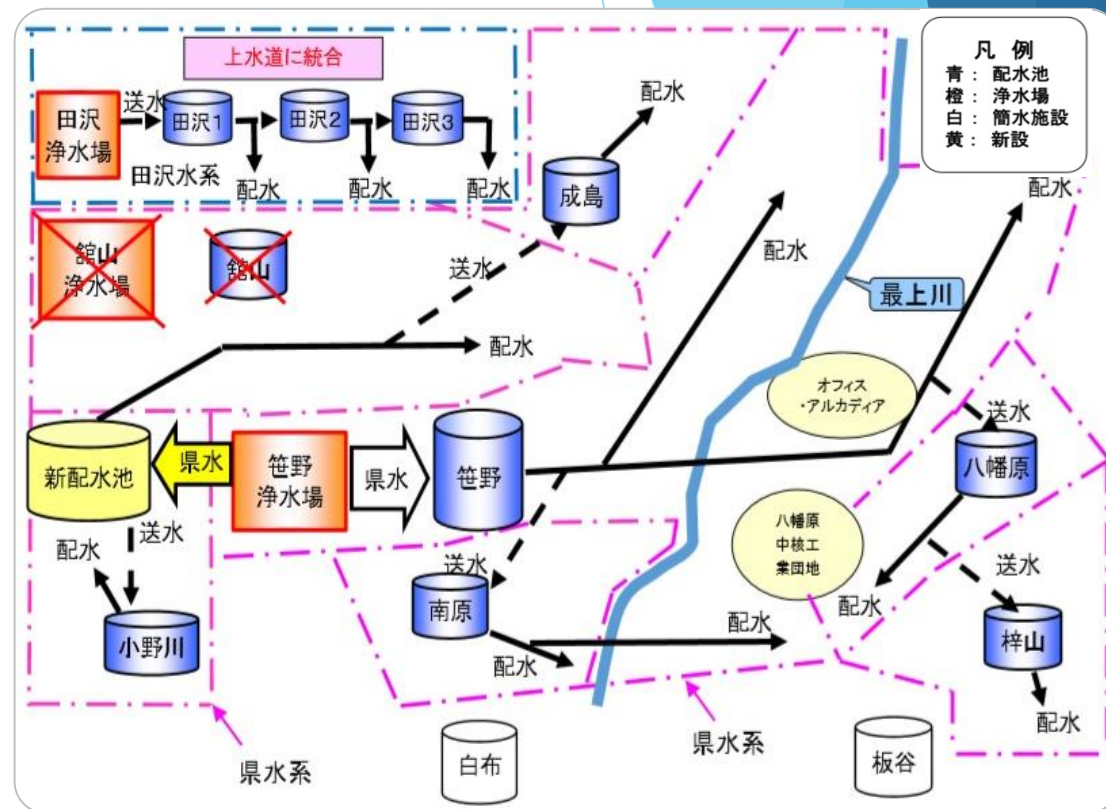 上水道に統合
田沢
浄水場
送水
田沢1
田沢2
田沢3
田沢水系
配水
配水
配水
凡 例
青 : 配水池
橙 : 浄水場
白 : 簡水施設
黄 : 新設
配水
成島
舘山
浄水場
舘山
送水
配水
配水
最上川
配水
オフィス
・アルカディア
送水
八幡原
新配水池
県水
笹野
浄水場
県水
笹野
送水
配水
小野川
送水
南原
配水
配水
八幡原
中核工
業団地
配水
送水
梓山
配水
県水系
白布
県水系
板谷